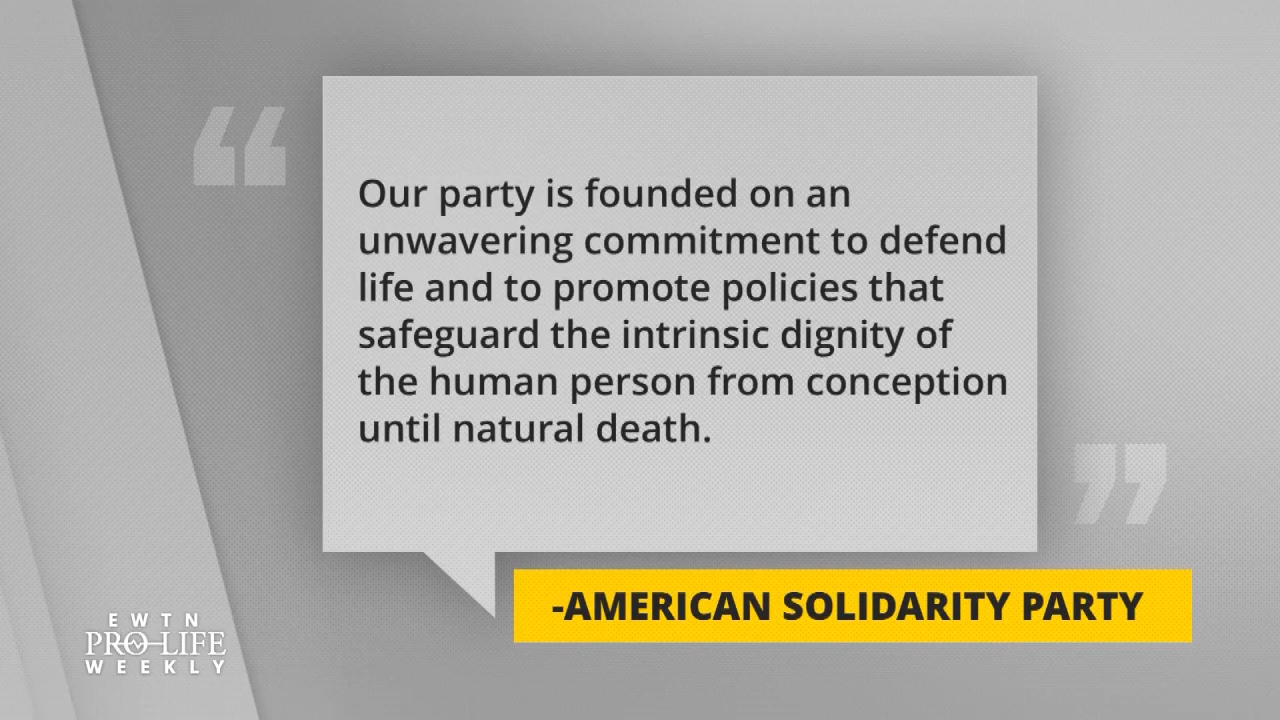 “
Our party is founded on an
unwavering commitment to defend
life and to promote policies that
safeguard the intrinsic dignity of
the human person from conception
until natural death.
”
-AMERICAN SOLIDARITY PARTY
EWTN
PRO-LIFE
WEEKLY